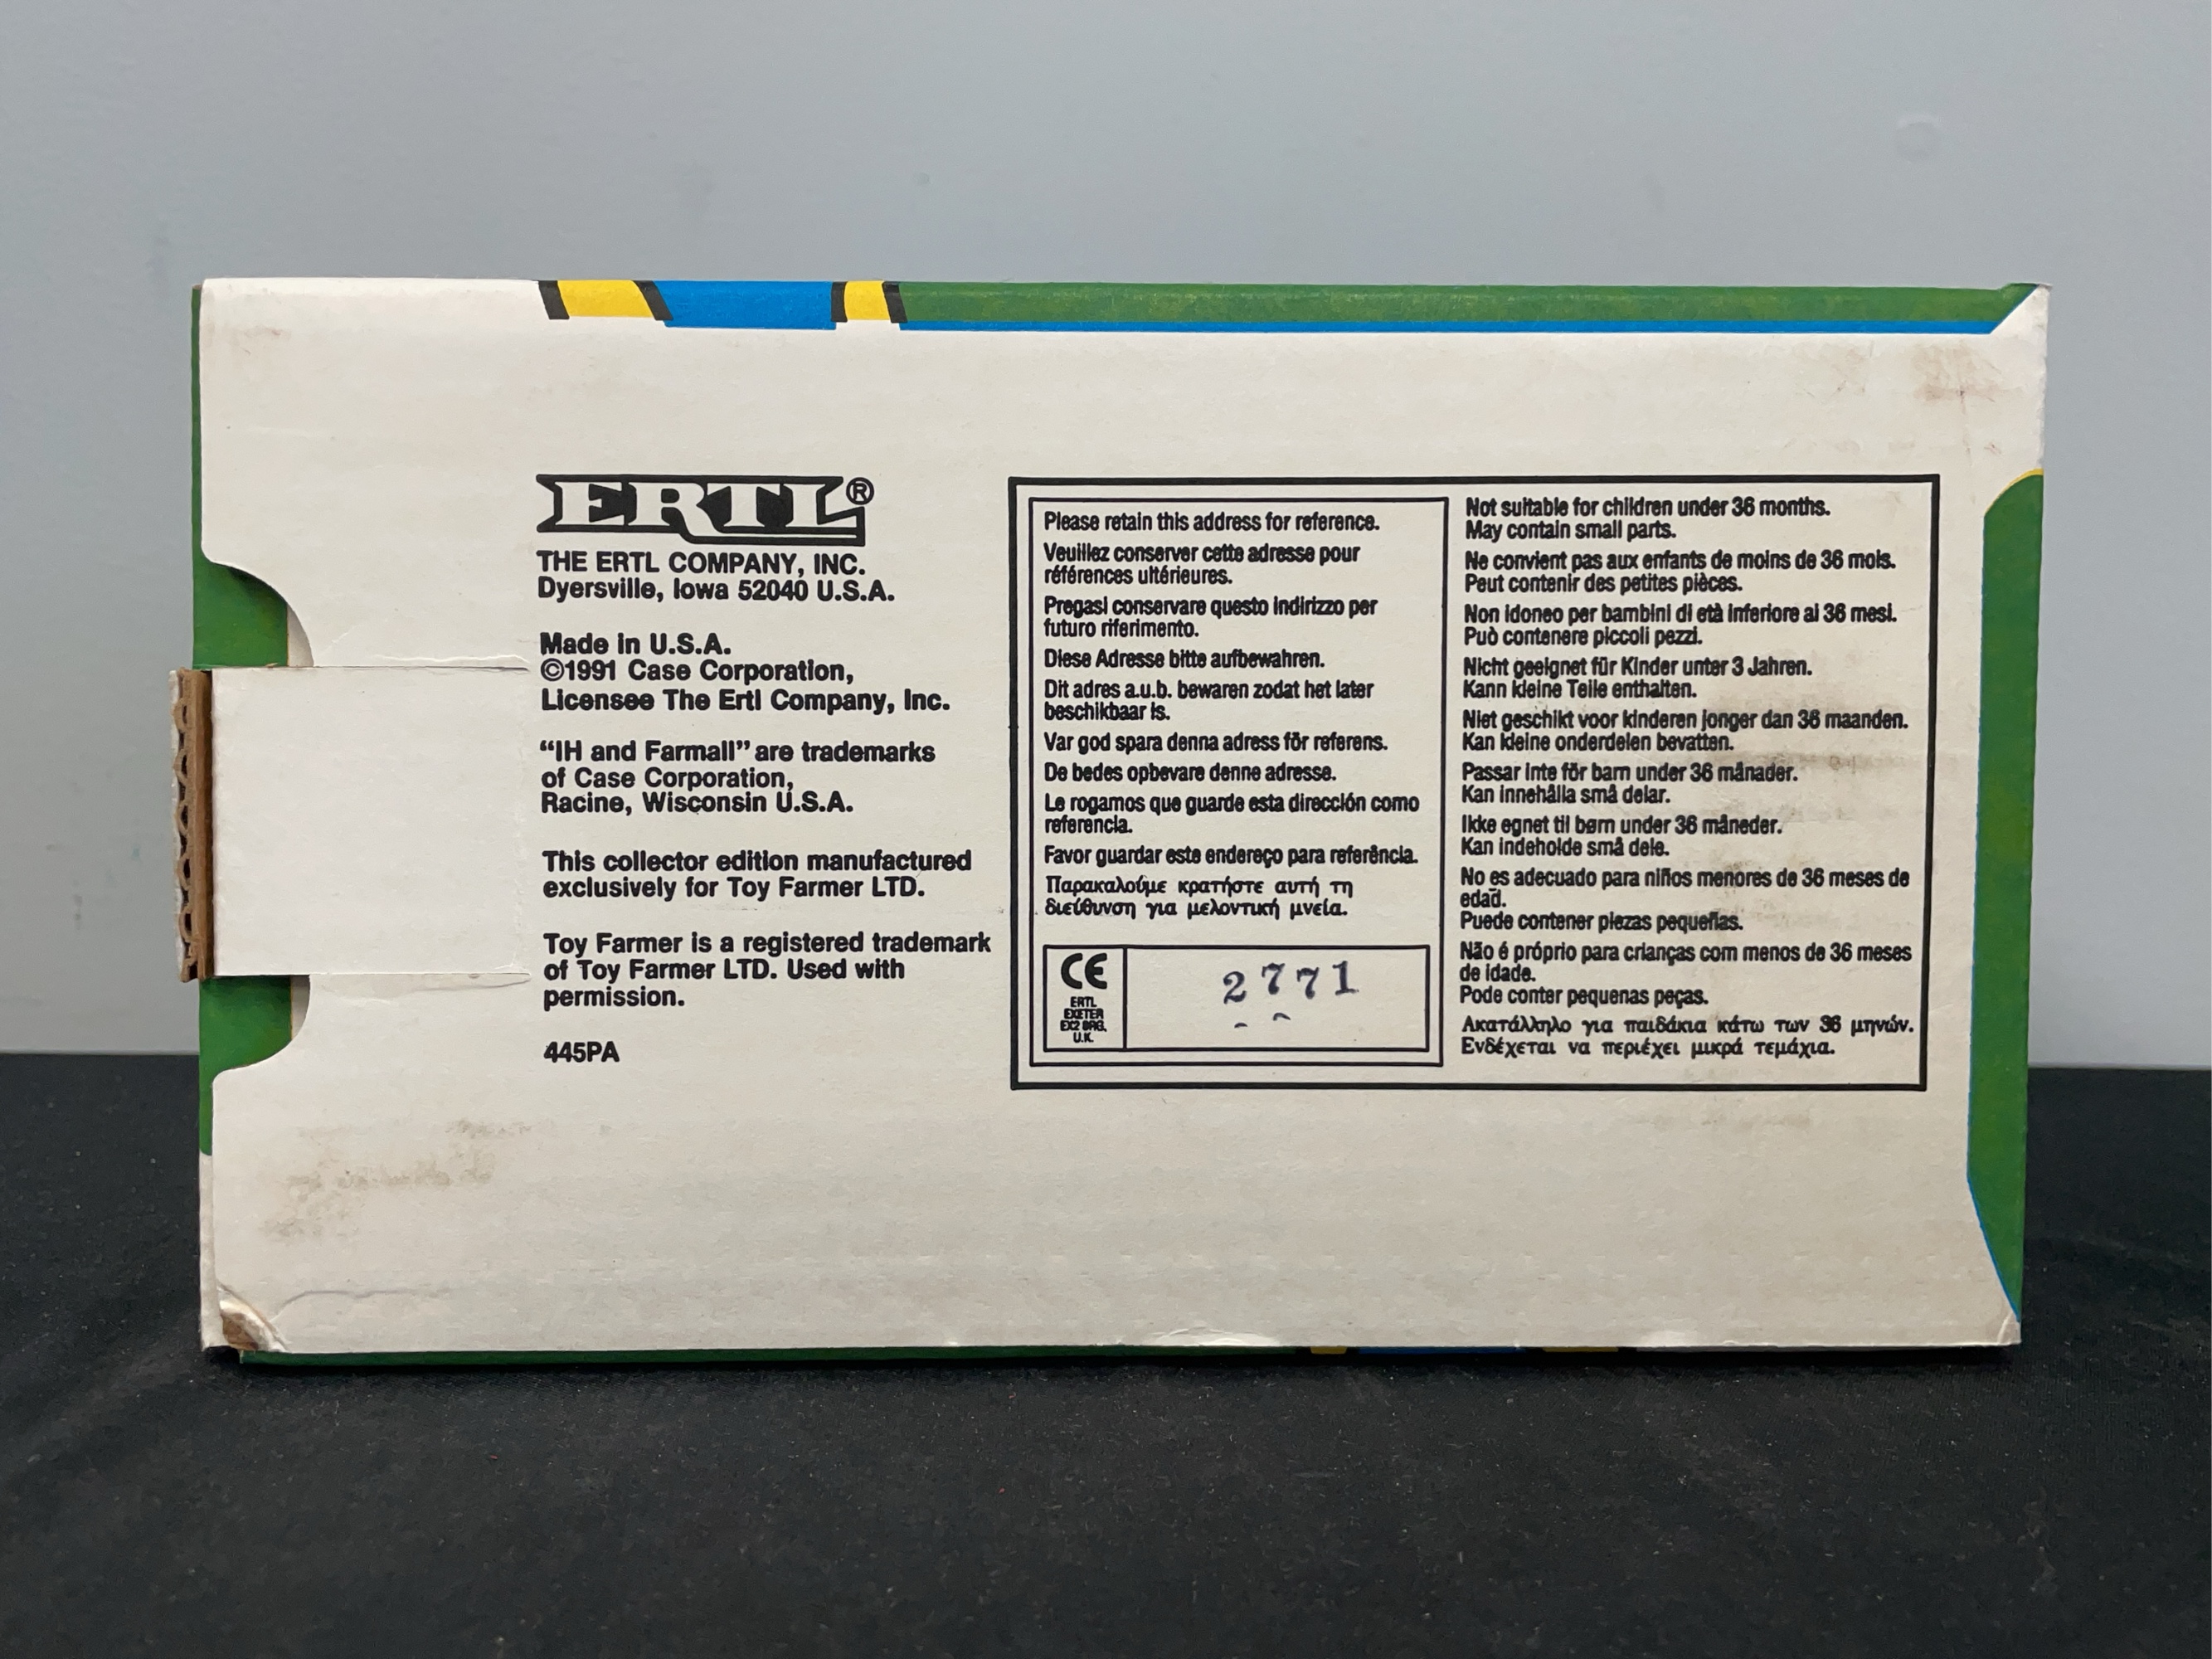 ERTL®
THE ERTL COMPANY, INC.
Dyersville, Iowa 52040 U.S.A.
Made in U.S.A.
©1991 Case Corporation,
Licensee The Ertl Company, Inc.
“IH and Farmall” are trademarks
of Case Corporation,
Racine, Wisconsin U.S.A.
This collector edition manufactured
exclusively for Toy Farmer LTD.
Toy Farmer is a registered trademark
of Toy Farmer LTD. Used with
permission.
445PA
Please retain this address for reference.
Veuillez conserver cette adresse pour
références ultérieures.
Pregasi conservare questo indirizzo per
futuro riferimento.
Diese Adresse bitte aufbewahren.
Dit adres a.u.b. bewaren zodat het later
beschikbaar is.
Var god spara denna adress för referens.
De bedes opbevare denne adresse.
Le rogamos que guarde esta dirección como
referencia.
Favor guardar este endereço para referência.
Παρακαλούμε κρατήστε αυτή τη
διεύθυνση για μελοντική μνεία.
CE
ERTL
EXETER
EX2 8RG.
U.K.
2771
Not suitable for children under 36 months.
May contain small parts.
Ne convient pas aux enfants de moins de 36 mois.
Peut contenir des petites pièces.
Non idoneo per bambini di età inferiore ai 36 mesi.
Può contenere piccoli pezzi.
Nicht geeignet für Kinder unter 3 Jahren.
Kann kleine Teile enthalten.
Niet geschikt voor kinderen jonger dan 36 maanden.
Kan kleine onderdelen bevatten.
Passar inte för barn under 36 månader.
Kan innehålla små delar.
Ikke egnet til børn under 36 måneder.
Kan indeholde små dele.
No es adecuado para niños menores de 36 meses de
edad.
Puede contener piezas pequeñas.
Não é próprio para crianças com menos de 36 meses
de idade.
Pode conter pequenas peças.
Ακατάλληλο για παιδάκια κάτω των 36 μηνών.
Ενδέχεται να περιέχει μικρά τεμάχια.